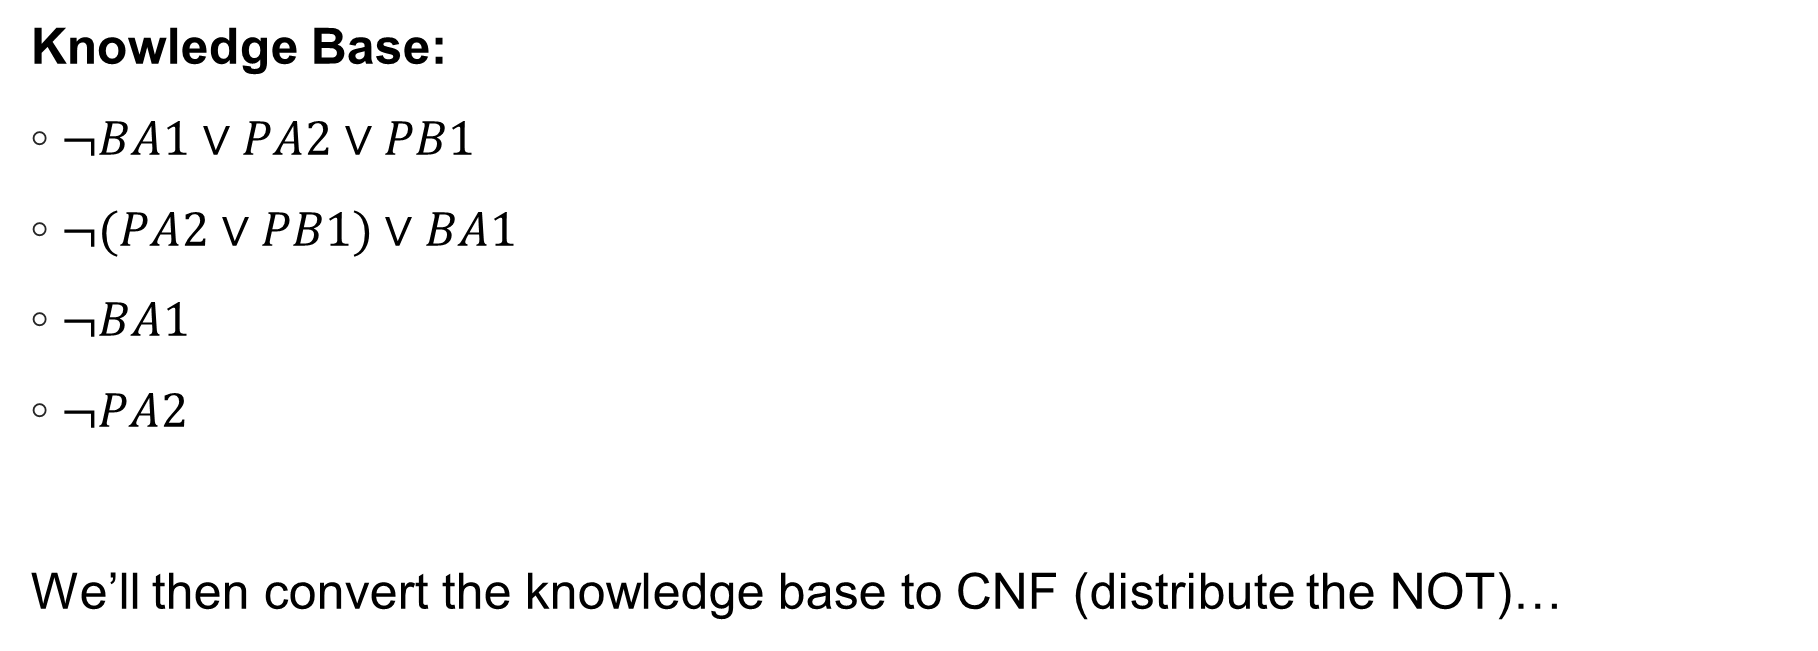 Knowledge Base:
◦ ¬BA1 ∨ PA2 ∨ PB1
◦ ¬(PA2 ∨ PB1) ∨ BA1
◦ ¬BA1
◦ ¬PA2
We’ll then convert the knowledge base to CNF (distribute the NOT)…